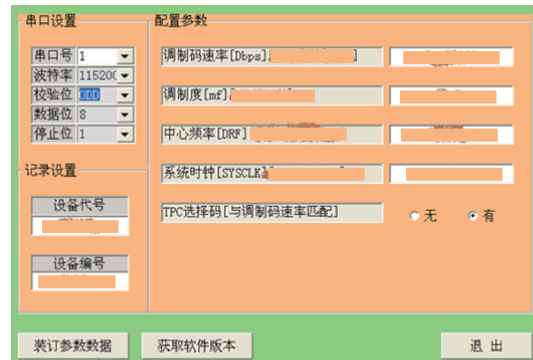 串口设置
串口号 1
波特率 11520
校验位 ODD
数据位 8
停止位 1
记录设置
设备代号
设备编号
配置参数
调制码速率[Dbps] ]
调制度[mf]
中心频率[DRF]
系统时钟[SYSCLK
TPC选择码[与调制码速率匹配]
无 有
装订参数数据 获取软件版本 退 出